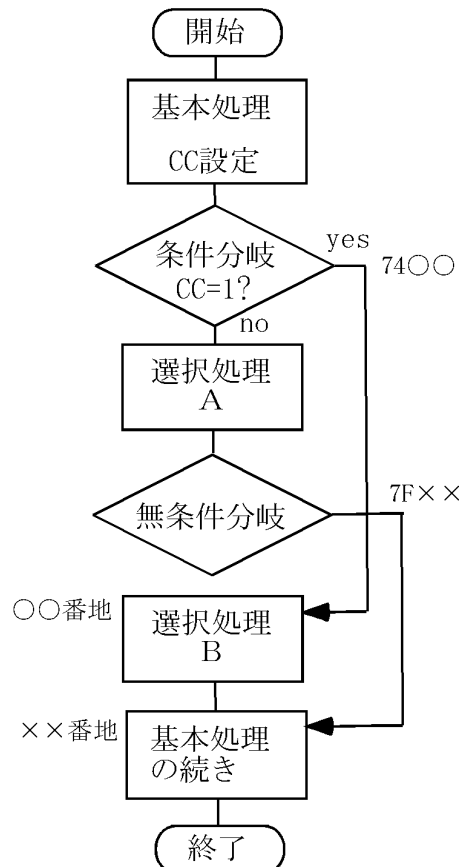 開始
基本処理
CC設定
条件分岐
CC=1?
yes
74○○
no
選択処理
A
無条件分岐
7F××
○○番地
選択処理
B
××番地
基本処理
の続き
終了